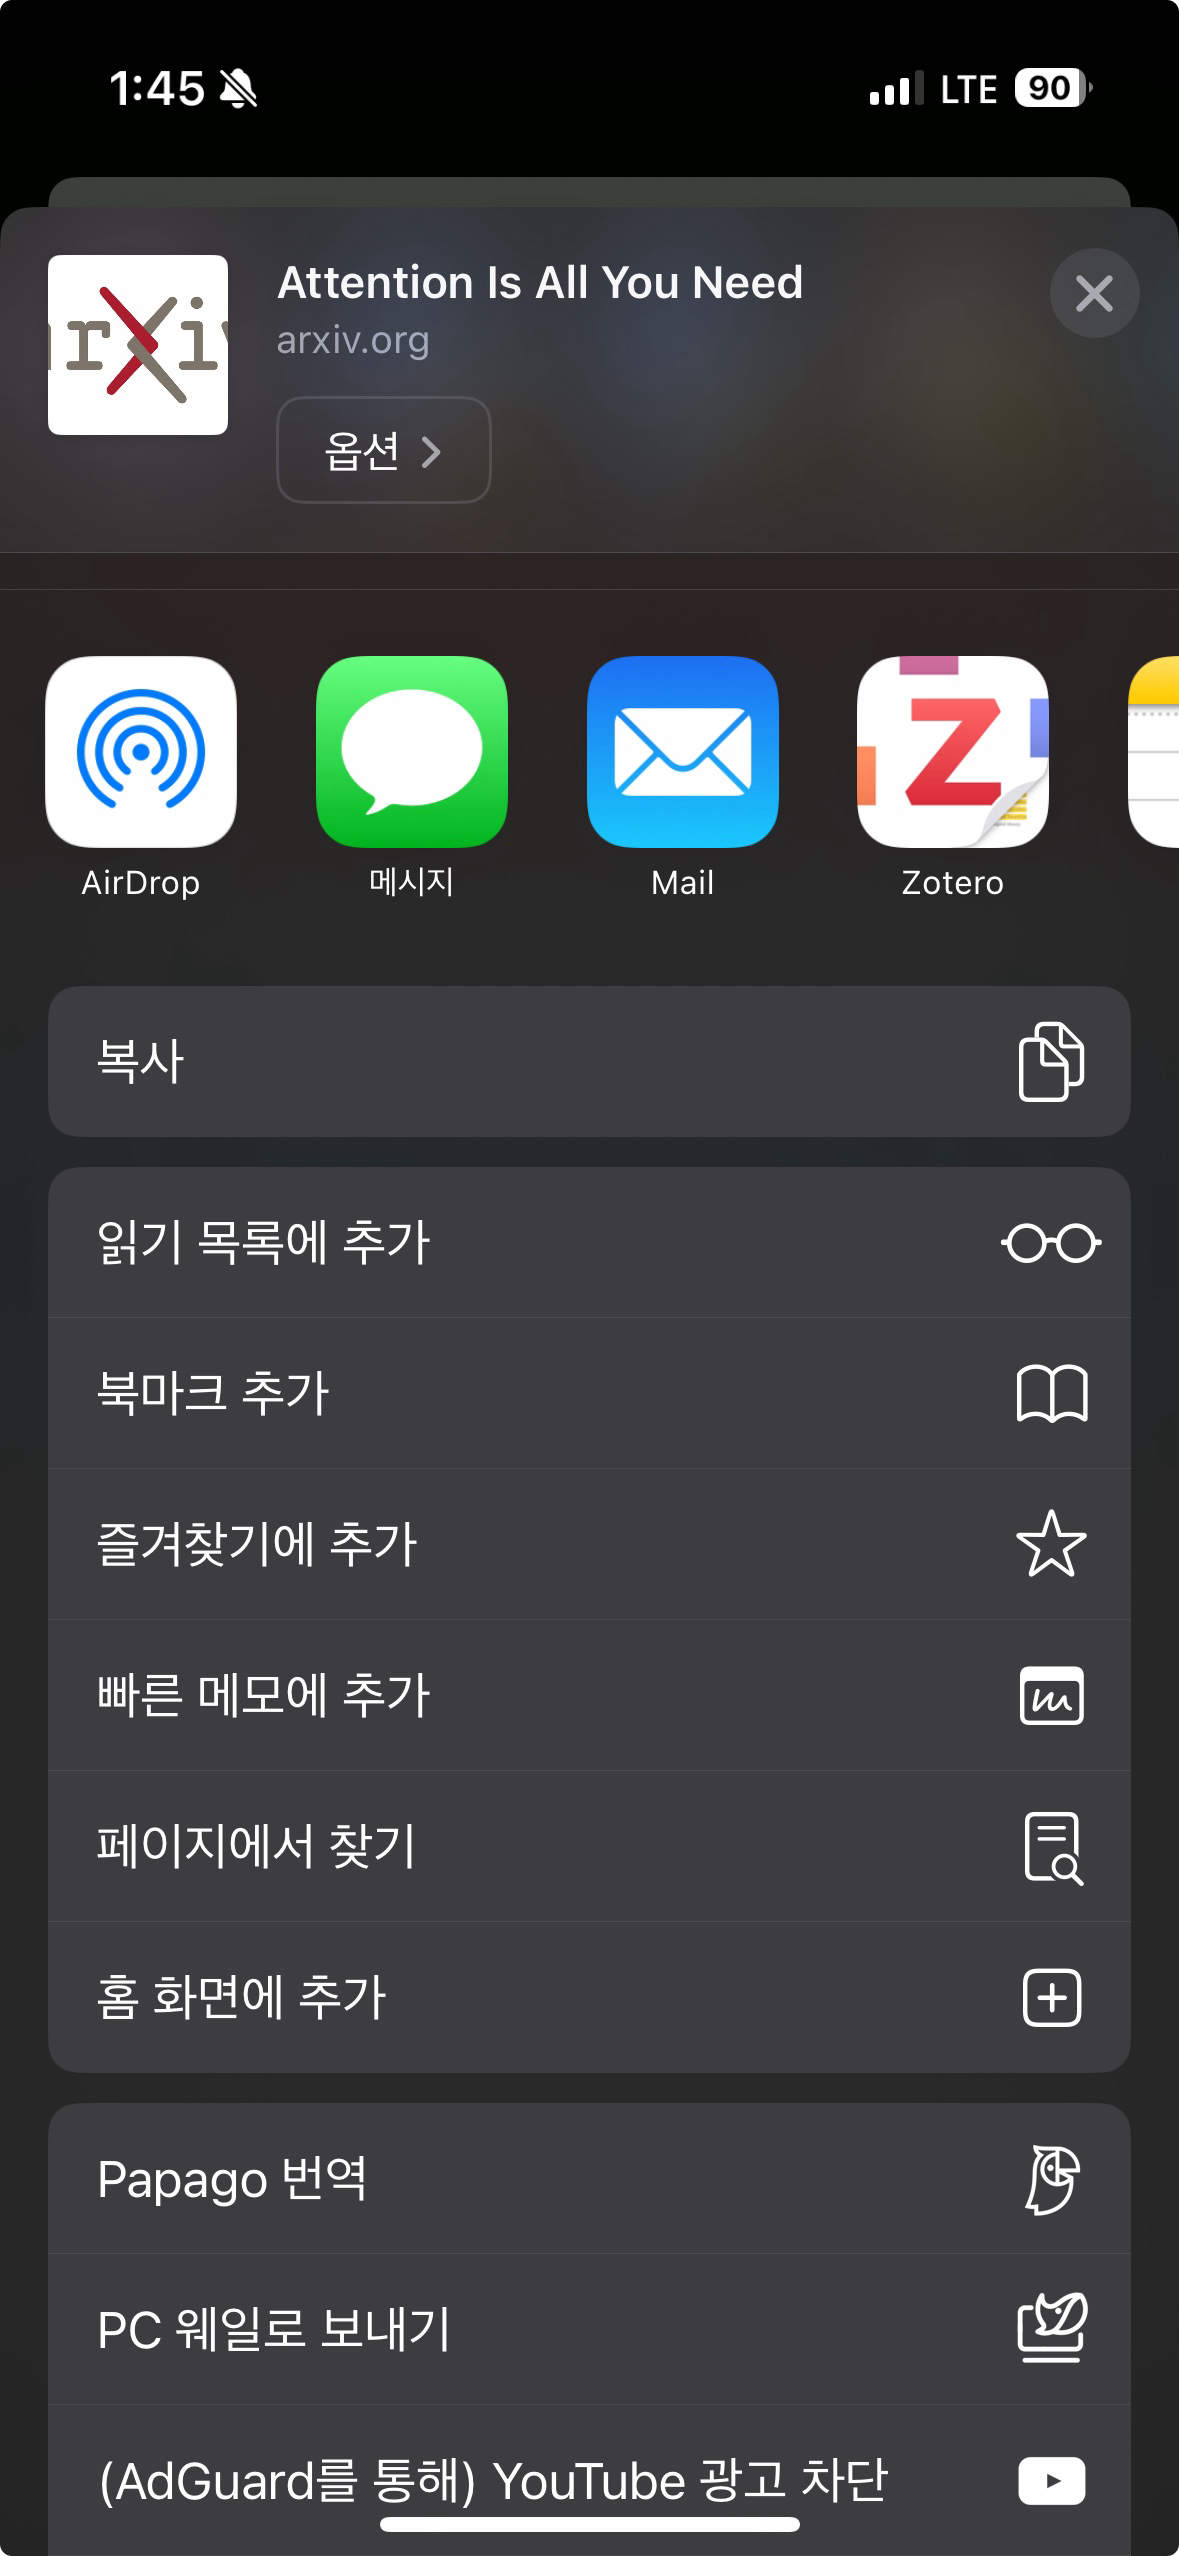 1:45
LTE 90
arXiv
Attention Is All You Need
arxiv.org
옵션
Z
AirDrop
메시지
Mail
Zotero
복사
읽기 목록에 추가
북마크 추가
즐겨찾기에 추가
빠른 메모에 추가
페이지에서 찾기
홈 화면에 추가
Papago 번역
PC 웨일로 보내기
(AdGuard를 통해) YouTube 광고 차단